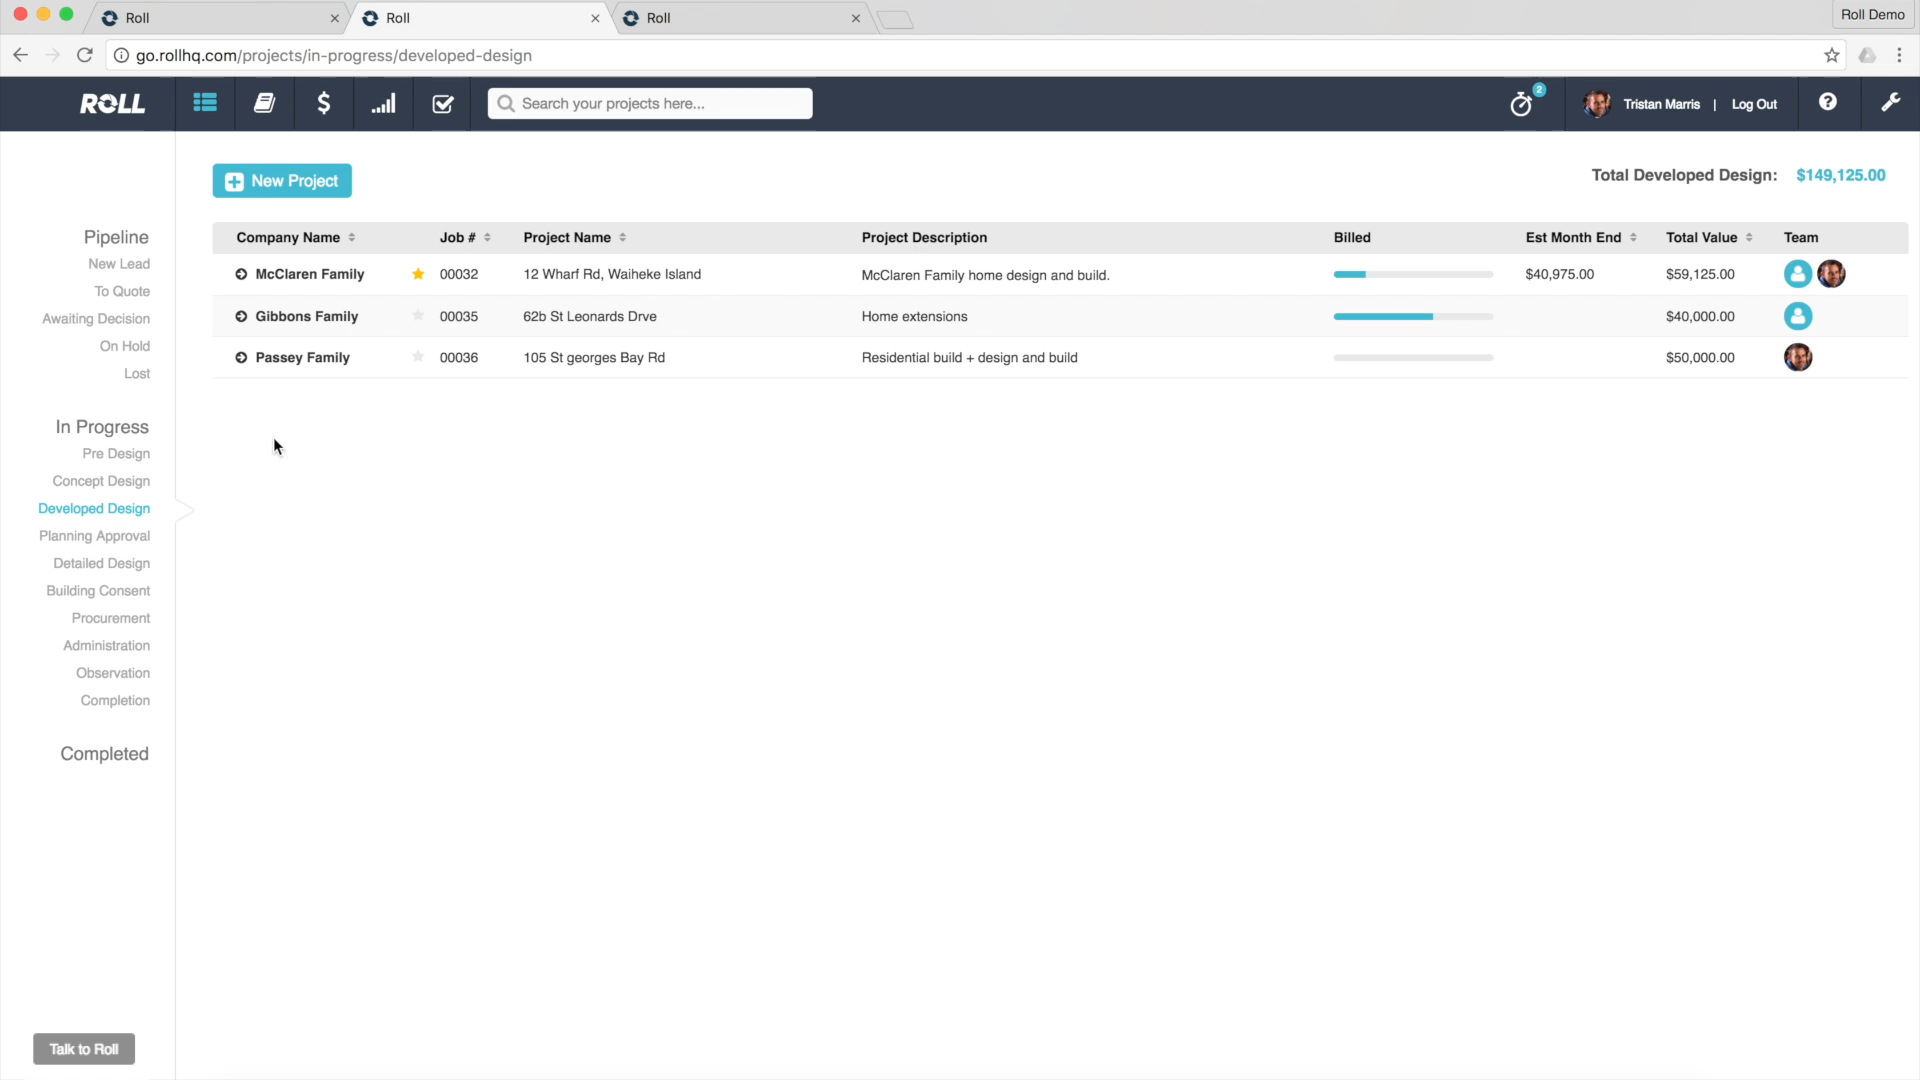 Roll
Roll
Roll
Roll Demo
go.rollhq.com/projects/in-progress/developed-design
ROLL
Search your projects here...
2
Tristan Marris | Log Out
New Project
Total Developed Design: $149,125.00
Pipeline
New Lead
To Quote
Awaiting Decision
On Hold
Lost
In Progress
Pre Design
Concept Design
Developed Design
Planning Approval
Detailed Design
Building Consent
Procurement
Administration
Observation
Completion
Completed
Company Name Job # Project Name Project Description Billed Est Month End Total Value Team
McClaren Family 00032 12 Wharf Rd, Waiheke Island McClaren Family home design and build. $40,975.00 $59,125.00
Gibbons Family 00035 62b St Leonards Drve Home extensions $40,000.00
Passey Family 00036 105 St georges Bay Rd Residential build + design and build $50,000.00
Talk to Roll